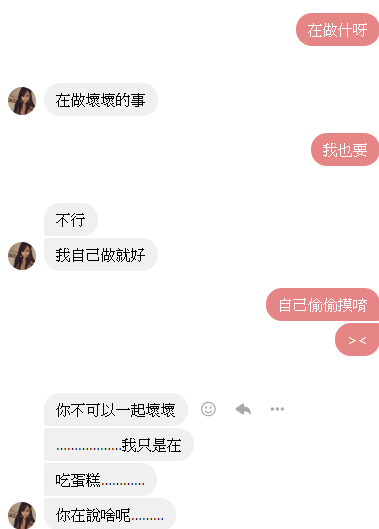 在做什呀
在做壞壞的事
我也要
不行
我自己做就好
自己偷偷摸唷
><
你不可以一起壞壞
..................我只是在
吃蛋糕............
你在說啥呢.........